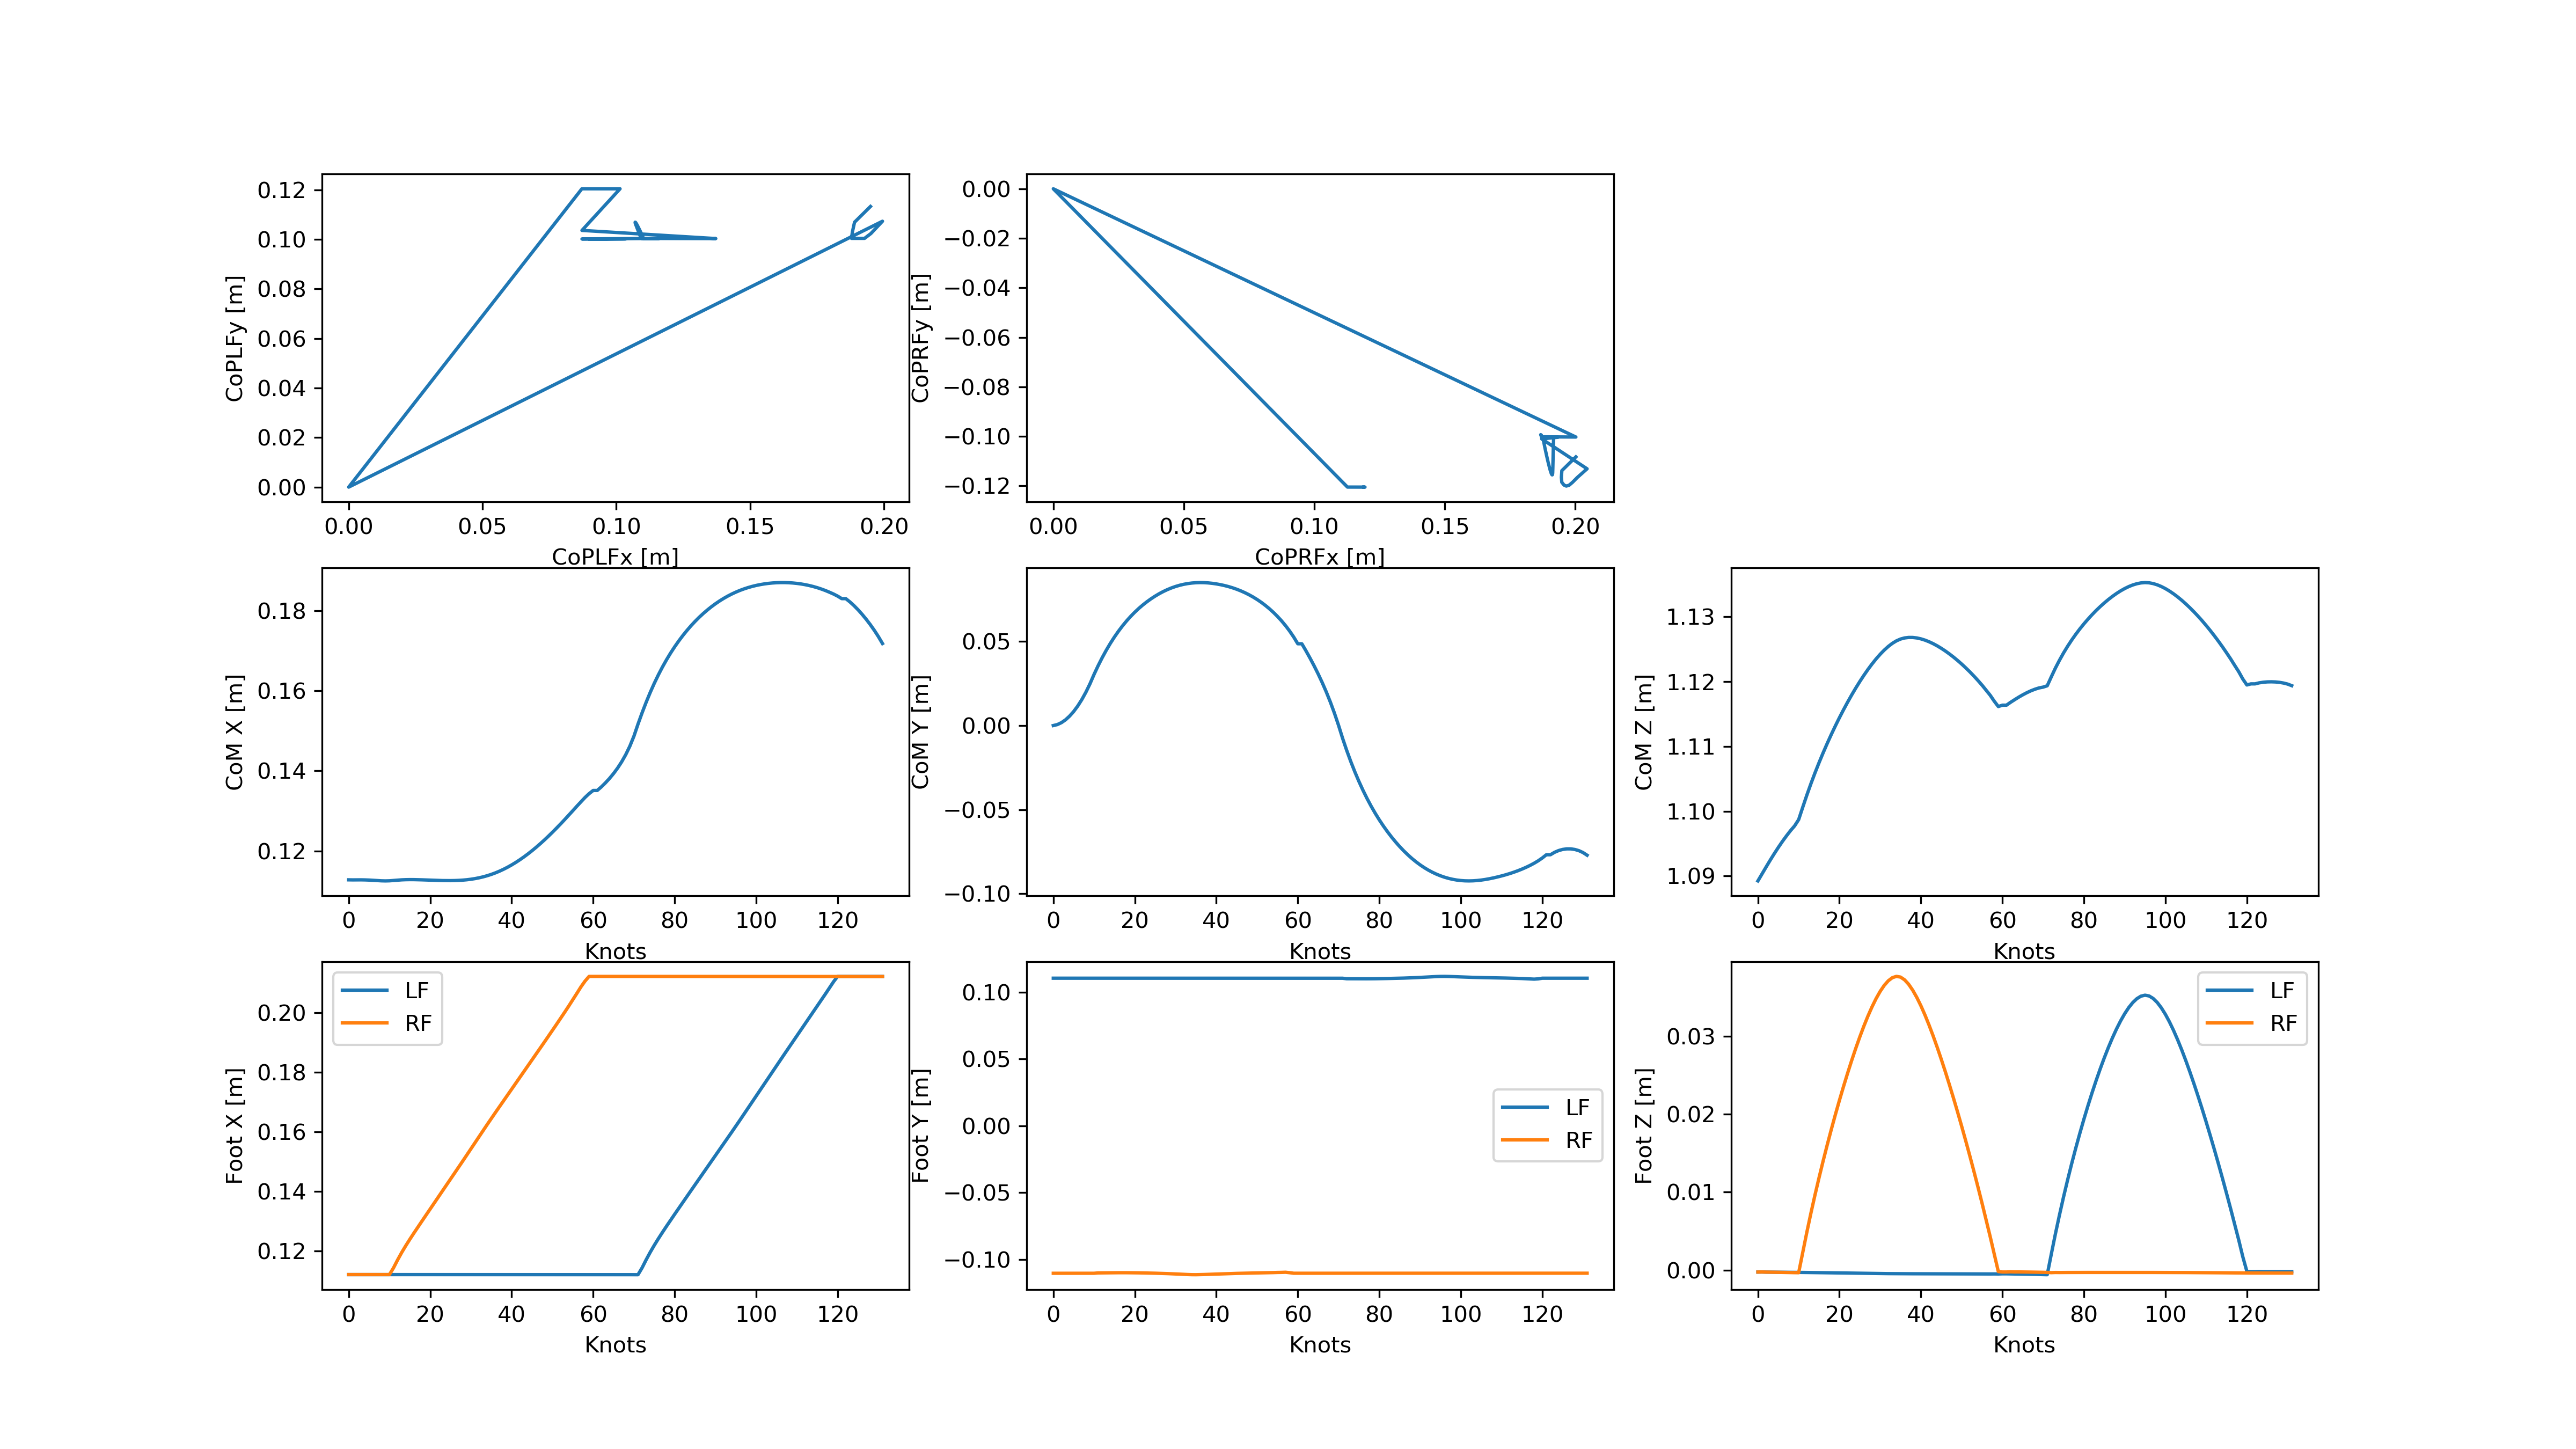 0.12
0.10
0.08
0.06
0.04
0.02
0.00
CoPLFy [m]
0.00 0.05 0.10 0.15 0.20
CoPLFx [m]
0.00
−0.02
−0.04
−0.06
−0.08
−0.10
−0.12
CoPRFy [m]
0.00 0.05 0.10 0.15 0.20
CoPRFx [m]
0.18
0.16
0.14
0.12
CoM X [m]
0 20 40 60 80 100 120
Knots
0.05
0.00
−0.05
−0.10
CoM Y [m]
0 20 40 60 80 100 120
Knots
1.13
1.12
1.11
1.10
1.09
CoM Z [m]
0 20 40 60 80 100 120
Knots
LF
RF
0.20
0.18
0.16
0.14
0.12
Foot X [m]
0 20 40 60 80 100 120
Knots
0.10
0.05
0.00
−0.05
−0.10
Foot Y [m]
LF
RF
0 20 40 60 80 100 120
Knots
LF
RF
0.03
0.02
0.01
0.00
Foot Z [m]
0 20 40 60 80 100 120
Knots